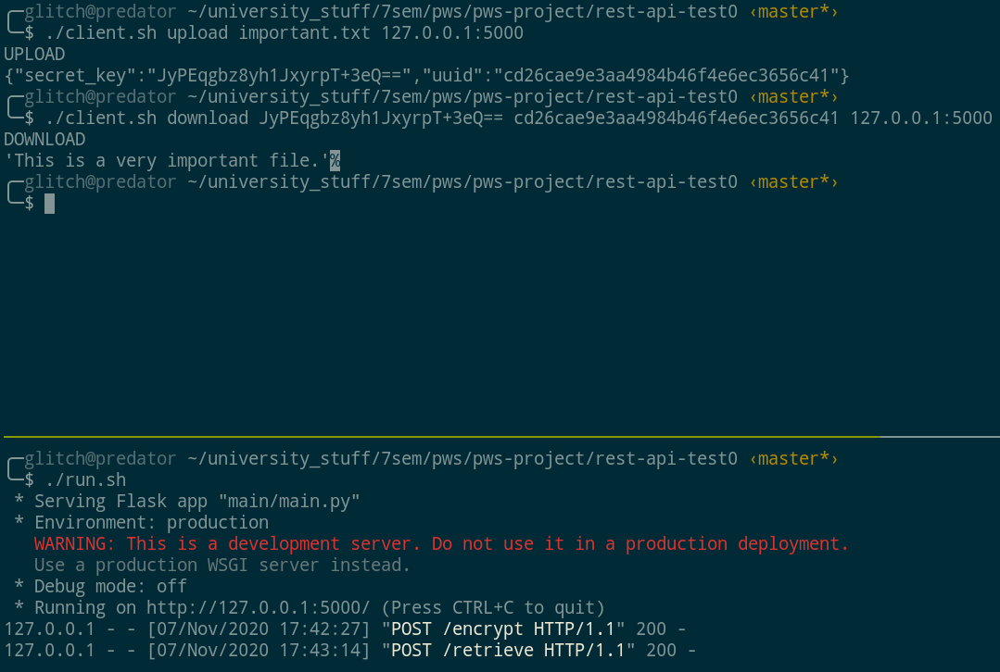 glitch@predator ~/university_stuff/7sem/pws/pws-project/rest-api-test0 ‹master*›
$ ./client.sh upload important.txt 127.0.0.1:5000
UPLOAD
{"secret_key":"JyPEqgbz8yh1JxyrpT+3eQ==","uuid":"cd26cae9e3aa4984b46f4e6ec3656c41"}
glitch@predator ~/university_stuff/7sem/pws/pws-project/rest-api-test0 ‹master*›
$ ./client.sh download JyPEqgbz8yh1JxyrpT+3eQ== cd26cae9e3aa4984b46f4e6ec3656c41 127.0.0.1:5000
DOWNLOAD
'This is a very important file.'%
glitch@predator ~/university_stuff/7sem/pws/pws-project/rest-api-test0 ‹master*›
$
glitch@predator ~/university_stuff/7sem/pws/pws-project/rest-api-test0 ‹master*›
$ ./run.sh
* Serving Flask app "main/main.py"
* Environment: production
WARNING: This is a development server. Do not use it in a production deployment.
Use a production WSGI server instead.
* Debug mode: off
* Running on http://127.0.0.1:5000/ (Press CTRL+C to quit)
127.0.0.1 - - [07/Nov/2020 17:42:27] "POST /encrypt HTTP/1.1" 200 -
127.0.0.1 - - [07/Nov/2020 17:43:14] "POST /retrieve HTTP/1.1" 200 -